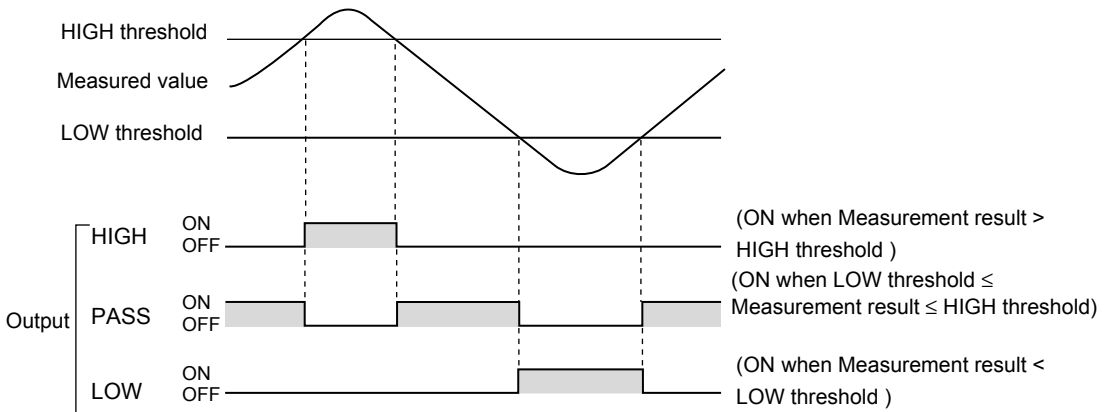 HIGH threshold
Measured value
LOW threshold
Output
HIGH
ON
OFF
(ON when Measurement result >
HIGH threshold )
PASS
ON
OFF
(ON when LOW threshold ≤
Measurement result ≤ HIGH threshold)
LOW
ON
OFF
(ON when Measurement result <
LOW threshold )